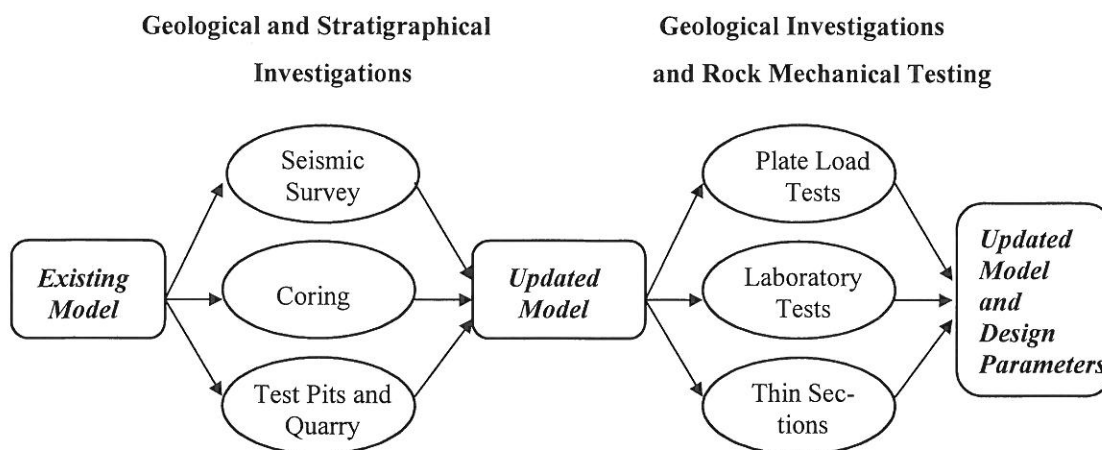 Geological and Stratigraphical
Investigations
Geological Investigations
and Rock Mechanical Testing
Existing
Model
Seismic
Survey
Coring
Test Pits and
Quarry
Updated
Model
Plate Load
Tests
Laboratory
Tests
Thin Sec-
tions
Updated
Model
and
Design
Parameters